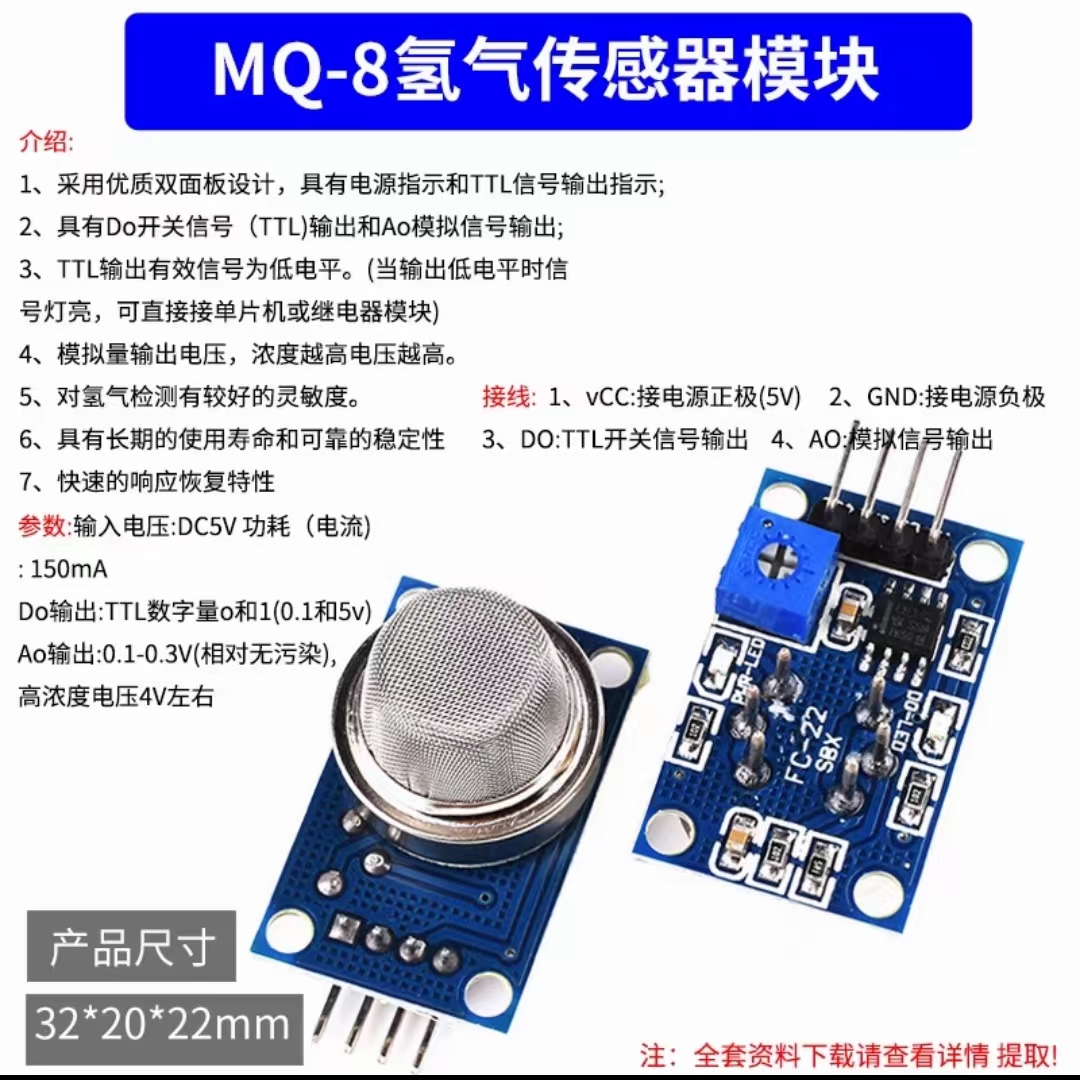 MQ-8氢气传感器模块
介绍:
1、采用优质双面板设计，具有电源指示和TTL信号输出指示;
2、具有Do开关信号（TTL)输出和Ao模拟信号输出;
3、TTL输出有效信号为低电平。(当输出低电平时信
号灯亮，可直接接单片机或继电器模块)
4、模拟量输出电压，浓度越高电压越高。
5、对氢气检测有较好的灵敏度。
6、具有长期的使用寿命和可靠的稳定性
7、快速的响应恢复特性
接线: 1、vCC:接电源正极(5V) 2、GND:接电源负极
3、DO:TTL开关信号输出 4、AO:模拟信号输出
参数:输入电压:DC5V 功耗（电流)
: 150mA
Do输出:TTL数字量o和1(0.1和5v)
Ao输出:0.1-0.3V(相对无污染),
高浓度电压4V左右
PWR-LED
DO-LED
FC-22
SBX
产品尺寸
32*20*22mm
注：全套资料下载请查看详情 提取!